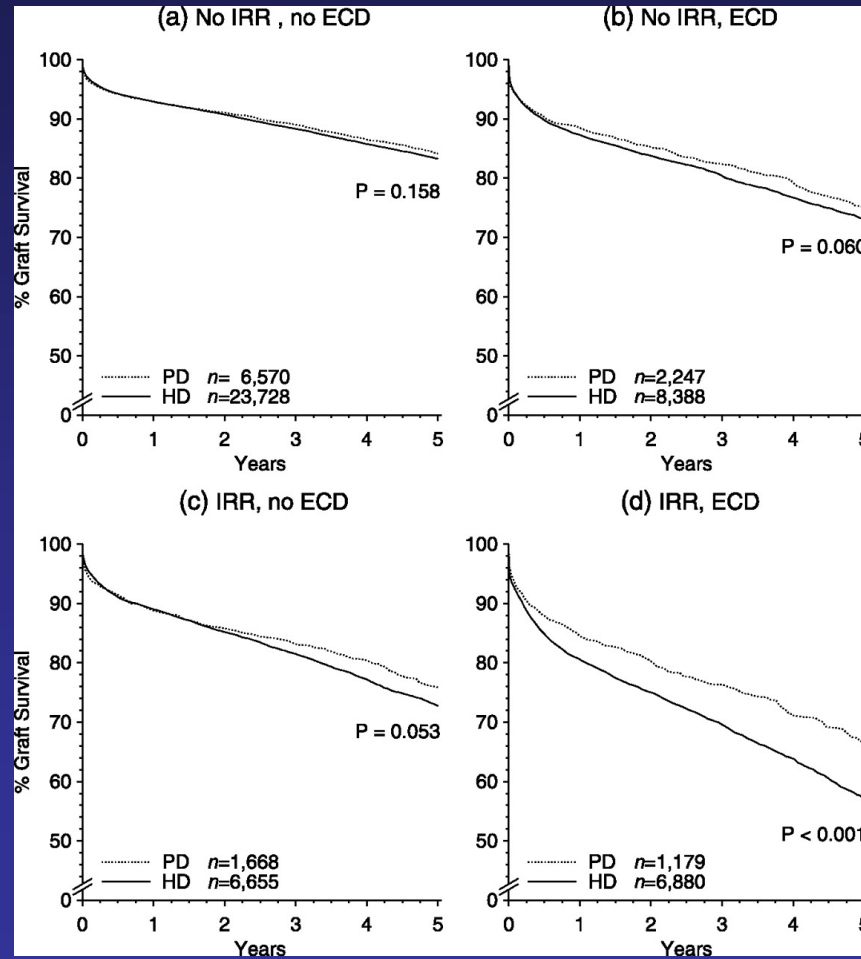 (a) No IRR , no ECD
100
90
80
70
60
50
0
% Graft Survival
P = 0.158
PD n= 6,570
HD n=23,728
0 1 2 3 4 5
Years
(b) No IRR, ECD
100
90
80
70
60
50
0
P = 0.060
PD n=2,247
HD n=8,388
0 1 2 3 4 5
Years
(c) IRR, no ECD
100
90
80
70
60
50
0
% Graft Survival
P = 0.053
PD n=1,668
HD n=6,655
0 1 2 3 4 5
Years
(d) IRR, ECD
100
90
80
70
60
50
0
P < 0.001
PD n=1,179
HD n=6,880
0 1 2 3 4 5
Years